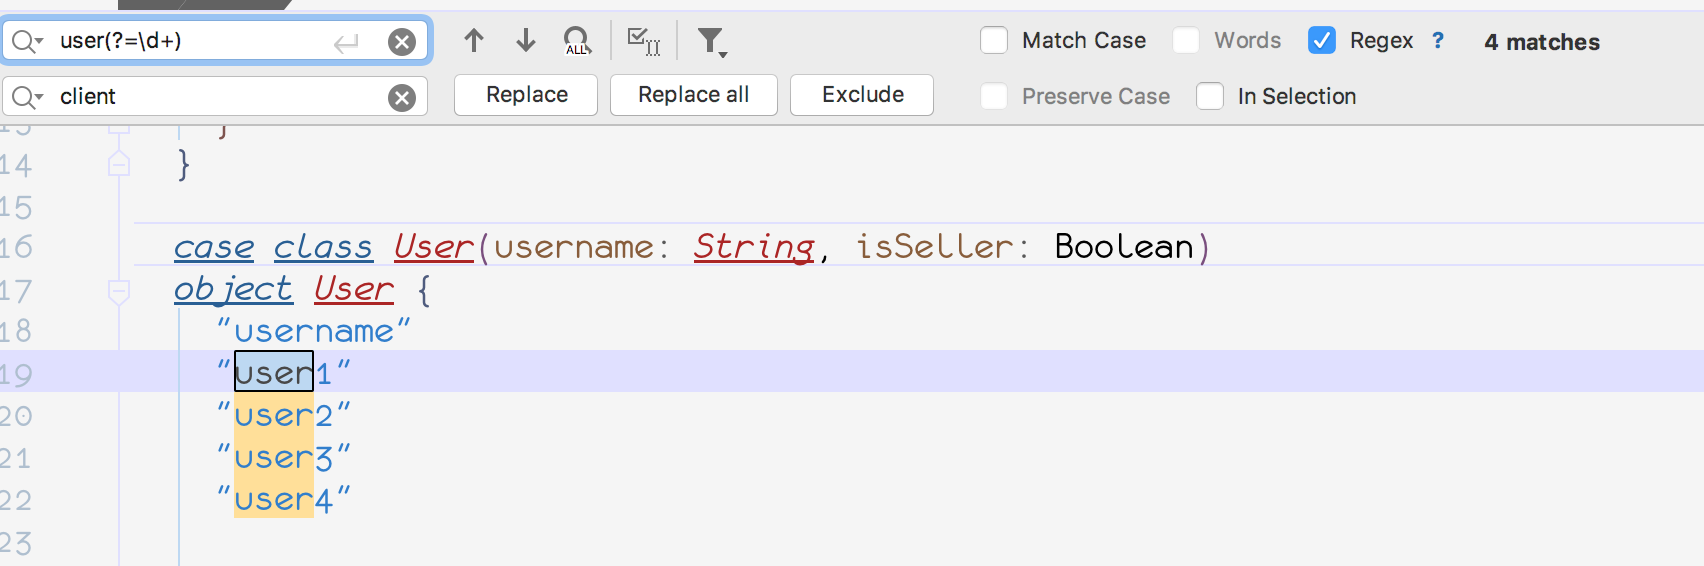 user(?=\d+)
ALL
Match Case Words Regex ? 4 matches
client
Replace Replace all Exclude
Preserve Case In Selection
13 }
14 }
15
16 case class User(username: String, isSeller: Boolean)
17 object User {
18 "username"
19 "user1"
20 "user2"
21 "user3"
22 "user4"
23